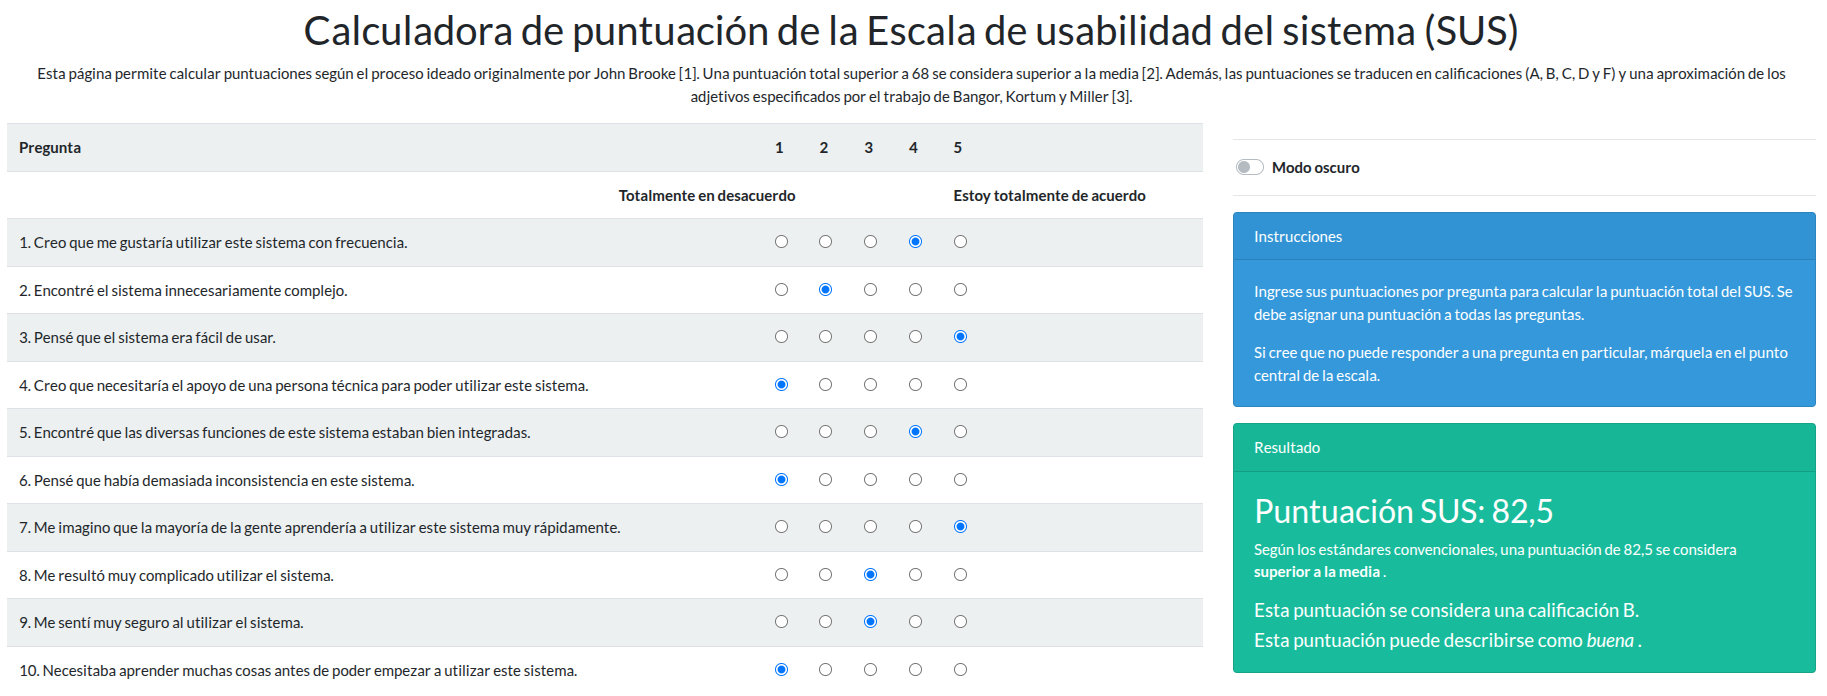 Calculadora de puntuación de la Escala de usabilidad del sistema (SUS)
Esta página permite calcular puntuaciones según el proceso ideado originalmente por John Brooke [1]. Una puntuación total superior a 68 se considera superior a la media [2]. Además, las puntuaciones se traducen en calificaciones (A, B, C, D y F) y una aproximación de los
adjetivos especificados por el trabajo de Bangor, Kortum y Miller [3].
Pregunta 1 2 3 4 5
Totalmente en desacuerdo Estoy totalmente de acuerdo
1. Creo que me gustaría utilizar este sistema con frecuencia.
2. Encontré el sistema innecesariamente complejo.
3. Pensé que el sistema era fácil de usar.
4. Creo que necesitaría el apoyo de una persona técnica para poder utilizar este sistema.
5. Encontré que las diversas funciones de este sistema estaban bien integradas.
6. Pensé que había demasiada inconsistencia en este sistema.
7. Me imagino que la mayoría de la gente aprendería a utilizar este sistema muy rápidamente.
8. Me resultó muy complicado utilizar el sistema.
9. Me sentí muy seguro al utilizar el sistema.
10. Necesitaba aprender muchas cosas antes de poder empezar a utilizar este sistema.
Modo oscuro
Instrucciones
Ingrese sus puntuaciones por pregunta para calcular la puntuación total del SUS. Se
debe asignar una puntuación a todas las preguntas.
Si cree que no puede responder a una pregunta en particular, márquela en el punto
central de la escala.
Resultado
Puntuación SUS: 82,5
Según los estándares convencionales, una puntuación de 82,5 se considera
superior a la media .
Esta puntuación se considera una calificación B.
Esta puntuación puede describirse como buena .